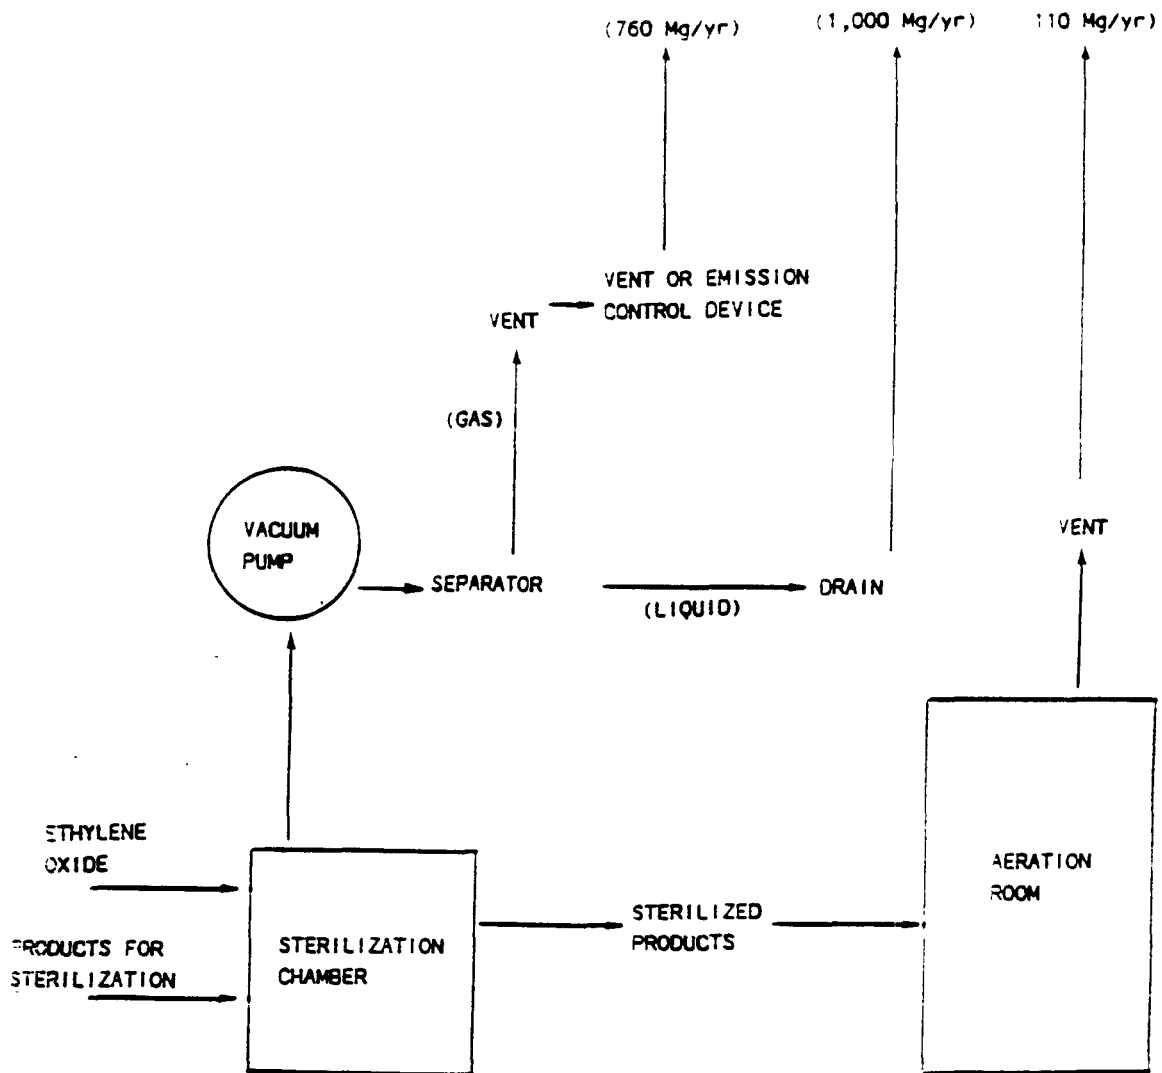 (760 Mg/yr)
(1,000 Mg/yr)
110 Mg/yr)
VENT OR EMISSION
CONTROL DEVICE
VENT
(GAS)
VACUUM
PUMP
VENT
SEPARATOR
DRAIN
(LIQUID)
ETHYLENE
OXIDE
AERATION
ROOM
STERILIZED
PRODUCTS
PRODUCTS FOR
STERILIZATION
STERILIZATION
CHAMBER